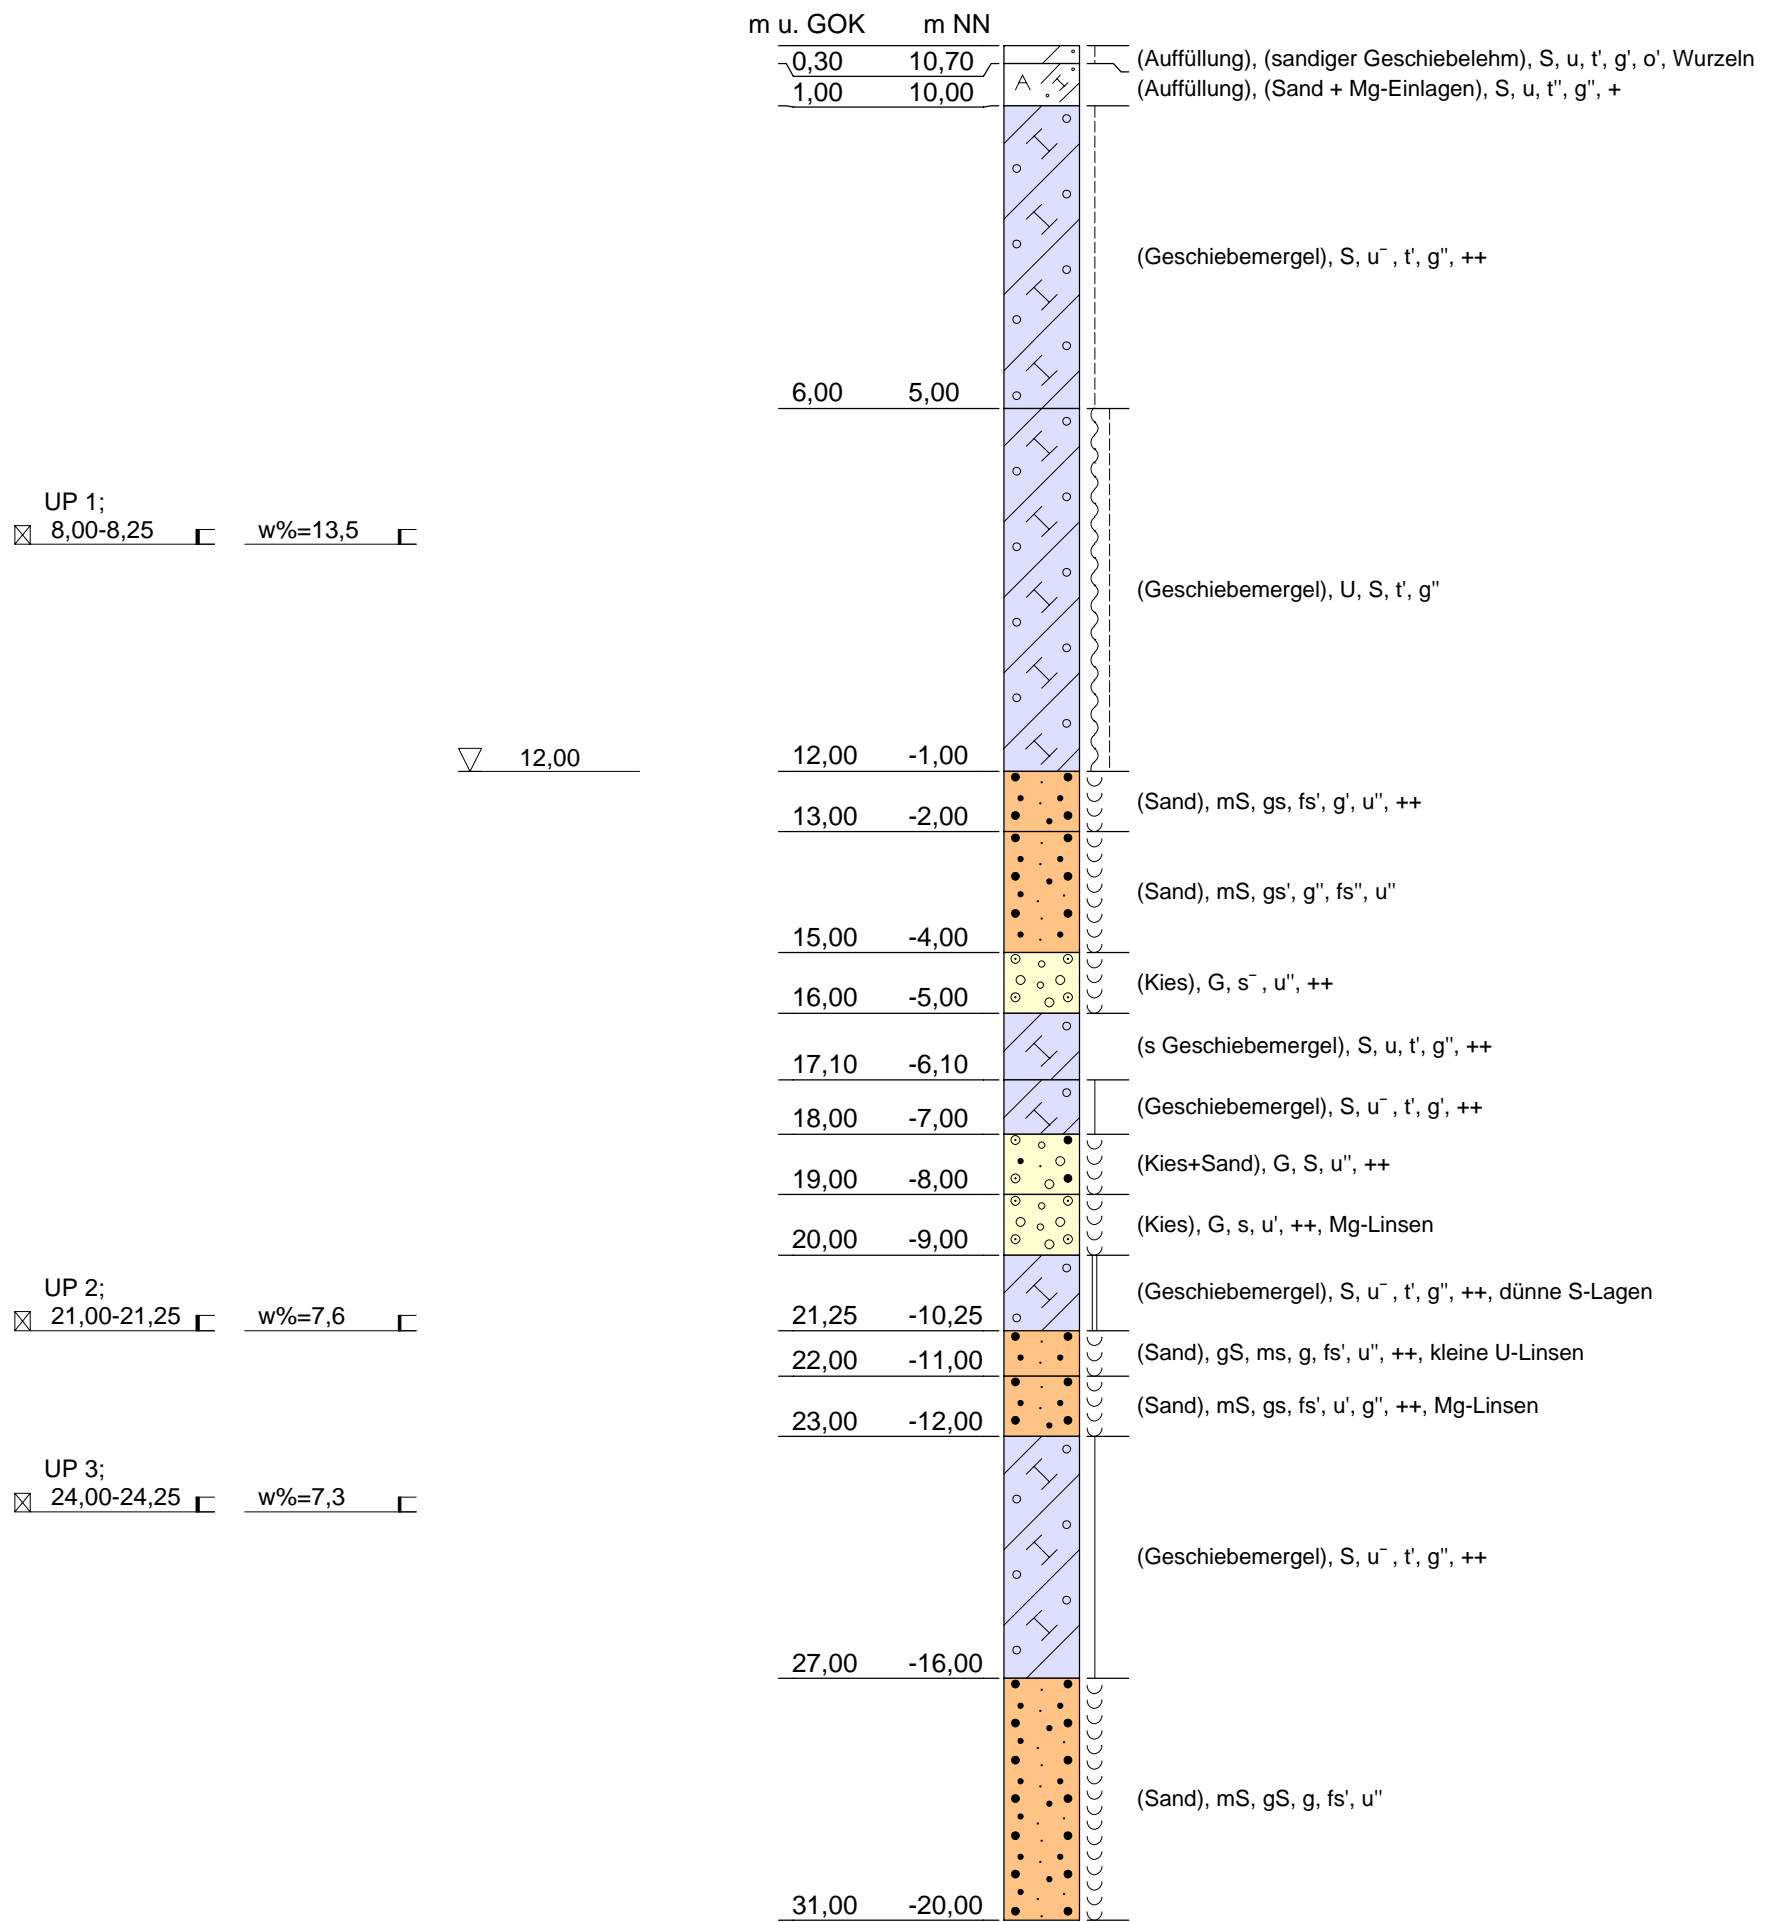 m u. GOK m NN
0,30 10,70 (Auffüllung), (sandiger Geschiebelehm), S, u, t', g', o', Wurzeln
1,00 10,00 A (Auffüllung), (Sand + Mg-Einlagen), S, u, t'', g'', +
(Geschiebemergel), S, u¯, t', g'', ++
6,00 5,00
UP 1;
8,00-8,25 w%=13,5
(Geschiebemergel), U, S, t', g''
12,00 12,00 -1,00
(Sand), mS, gs, fs', g', u'', ++
13,00 -2,00
(Sand), mS, gs', g'', fs'', u''
15,00 -4,00
(Kies), G, s¯, u'', ++
16,00 -5,00
(s Geschiebemergel), S, u, t', g'', ++
17,10 -6,10
(Geschiebemergel), S, u¯, t', g', ++
18,00 -7,00
(Kies+Sand), G, S, u'', ++
19,00 -8,00
(Kies), G, s, u', ++, Mg-Linsen
20,00 -9,00
UP 2;
(Geschiebemergel), S, u¯, t', g'', ++, dünne S-Lagen
21,00-21,25 w%=7,6 21,25 -10,25
(Sand), gS, ms, g, fs', u'', ++, kleine U-Linsen
22,00 -11,00
(Sand), mS, gs, fs', u', g'', ++, Mg-Linsen
23,00 -12,00
UP 3;
24,00-24,25 w%=7,3
(Geschiebemergel), S, u¯, t', g'', ++
27,00 -16,00
(Sand), mS, gS, g, fs', u''
31,00 -20,00